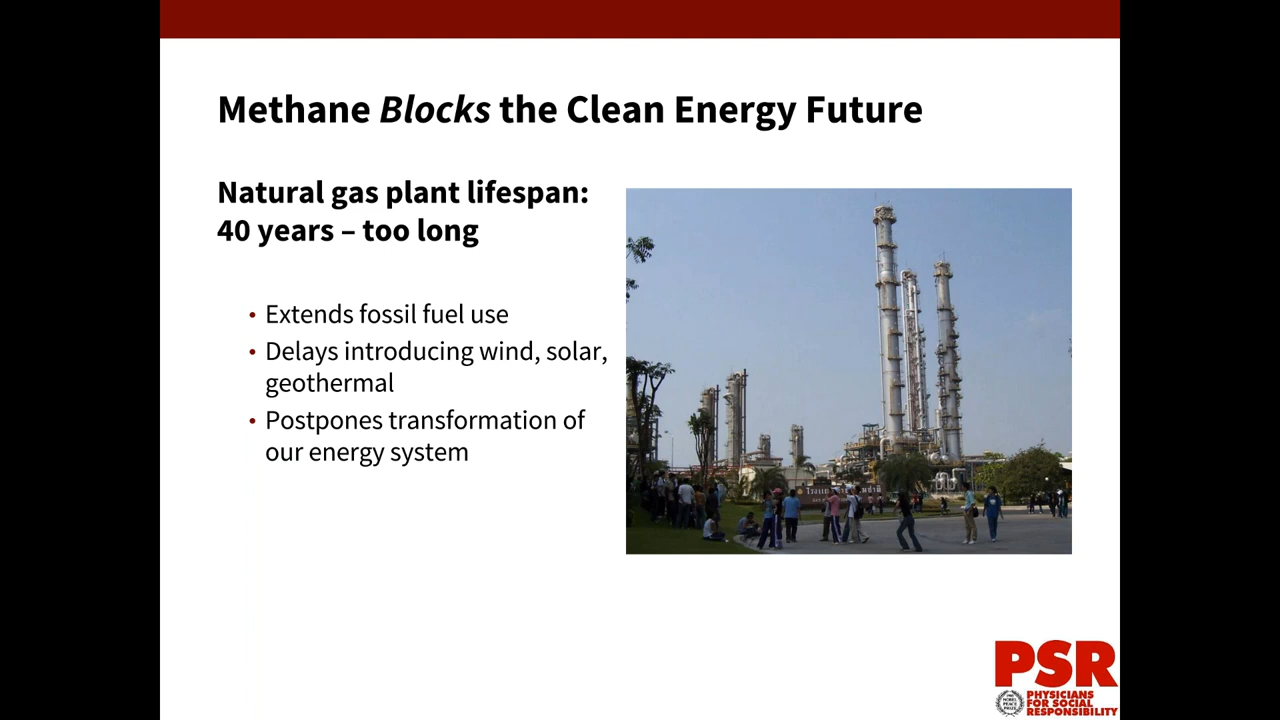 Methane Blocks the Clean Energy Future
Natural gas plant lifespan:
40 years – too long
• Extends fossil fuel use
• Delays introducing wind, solar,
geothermal
• Postpones transformation of
our energy system
PSR
PHYSICIANS
FOR SOCIAL
RESPONSIBILITY